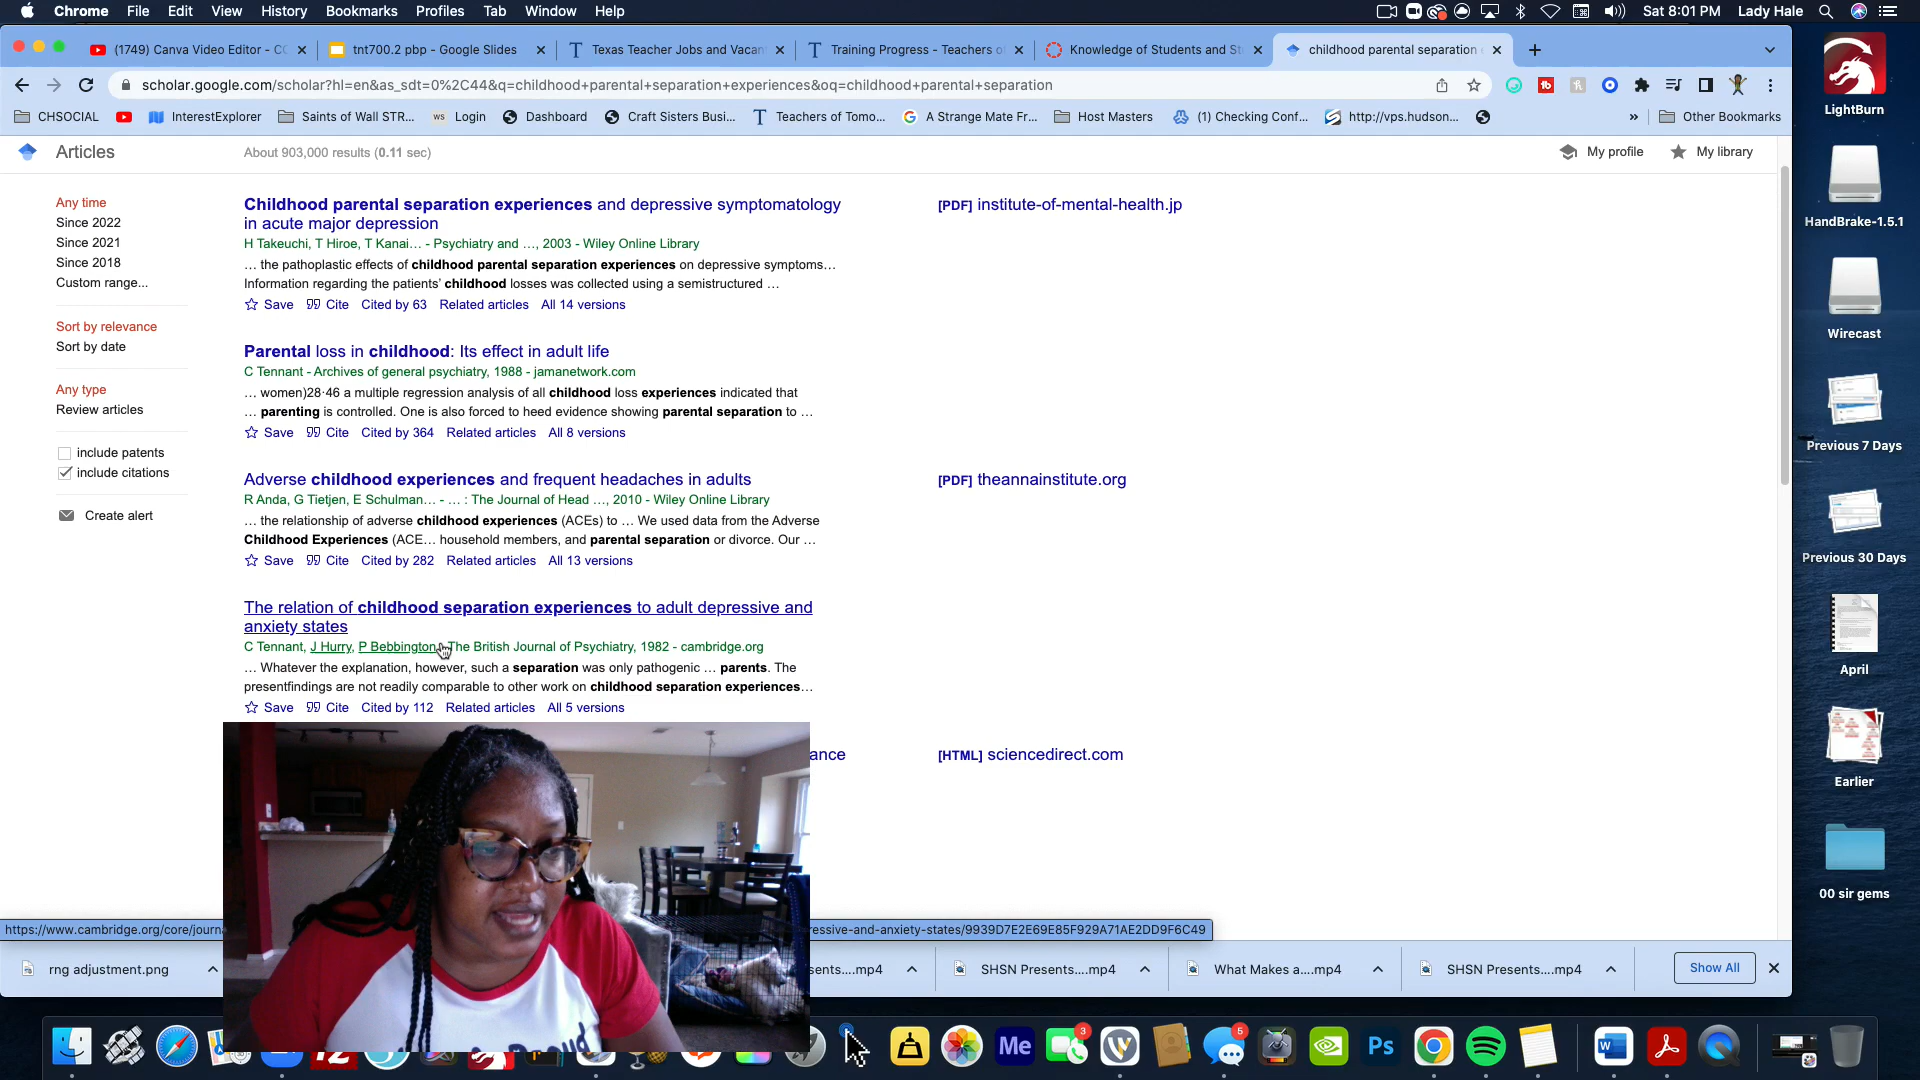 Chrome File Edit View History Bookmarks Profiles Tab Window Help Sat 8:01 PM Lady Hale
(1749) Canva Video Editor - tnt700.2 pbp - Google Slides Texas Teacher Jobs and Vacan Training Progress - Teachers o Knowledge of Students and St childhood parental separation
scholar.google.com/scholar?hl=en&as_sdt=0%2C44&q=childhood+parental+separation+experiences&oq=childhood+parental+separation
CHSOCIAL InterestExplorer Saints of Wall STR... ws Login Dashboard Craft Sisters Busi... Teachers of Tomo... A Strange Mate Fr... Host Masters (1) Checking Conf... http://vps.hudson... » Other Bookmarks
Articles About 903,000 results (0.11 sec) My profile My library
Any time
Since 2022
Since 2021
Since 2018
Custom range...
Sort by relevance
Sort by date
Any type
Review articles
include patents
include citations
Create alert
Childhood parental separation experiences and depressive symptomatology
in acute major depression
H Takeuchi, T Hiroe, T Kanai... - Psychiatry and ..., 2003 - Wiley Online Library
... the pathoplastic effects of childhood parental separation experiences on depressive symptoms...
Information regarding the patients' childhood losses was collected using a semistructured ...
Save Cite Cited by 63 Related articles All 14 versions
[PDF] institute-of-mental-health.jp
Parental loss in childhood: Its effect in adult life
C Tennant - Archives of general psychiatry, 1988 - jamanetwork.com
... women)28·46 a multiple regression analysis of all childhood loss experiences indicated that
... parenting is controlled. One is also forced to heed evidence showing parental separation to ...
Save Cite Cited by 364 Related articles All 8 versions
Adverse childhood experiences and frequent headaches in adults
R Anda, G Tietjen, E Schulman... - ... : The Journal of Head ..., 2010 - Wiley Online Library
... the relationship of adverse childhood experiences (ACEs) to ... We used data from the Adverse
Childhood Experiences (ACE... household members, and parental separation or divorce. Our ...
Save Cite Cited by 282 Related articles All 13 versions
[PDF] theannainstitute.org
The relation of childhood separation experiences to adult depressive and
anxiety states
C Tennant, J Hurry, P Bebbington The British Journal of Psychiatry, 1982 - cambridge.org
... Whatever the explanation, however, such a separation was only pathogenic ... parents. The
presentfindings are not readily comparable to other work on childhood separation experiences...
Save Cite Cited by 112 Related articles All 5 versions
ance
[HTML] sciencedirect.com
https://www.cambridge.org/core/journa ressive-and-anxiety-states/9939D7E2E69E85F929A71AE2DD9F6C49
rng adjustment.png sents....mp4 SHSN Presents....mp4 What Makes a....mp4 SHSN Presents....mp4 Show All
LightBurn
HandBrake-1.5.1
Wirecast
Previous 7 Days
Previous 30 Days
April
Earlier
00 sir gems
Me 3 5 Ps W